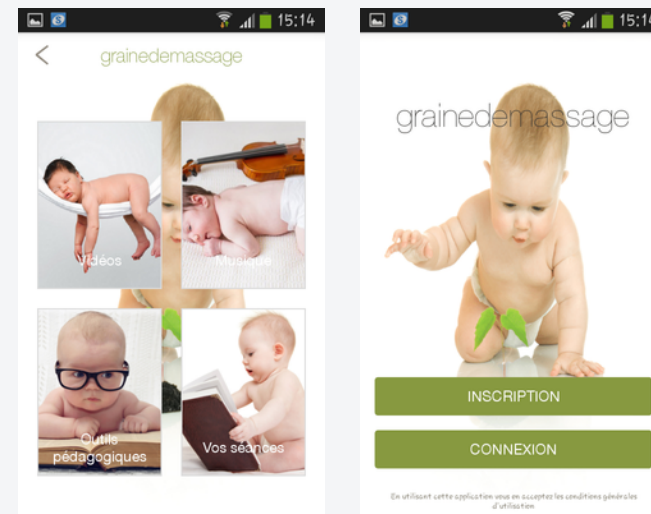 15:14
grainedemassage
Vidéos
Musique
Outils
pédagogiques
Vos séances
15:14
grainedemassage
INSCRIPTION
CONNEXION
En utilisant cette application vous en acceptez les conditions générales
d'utilisation